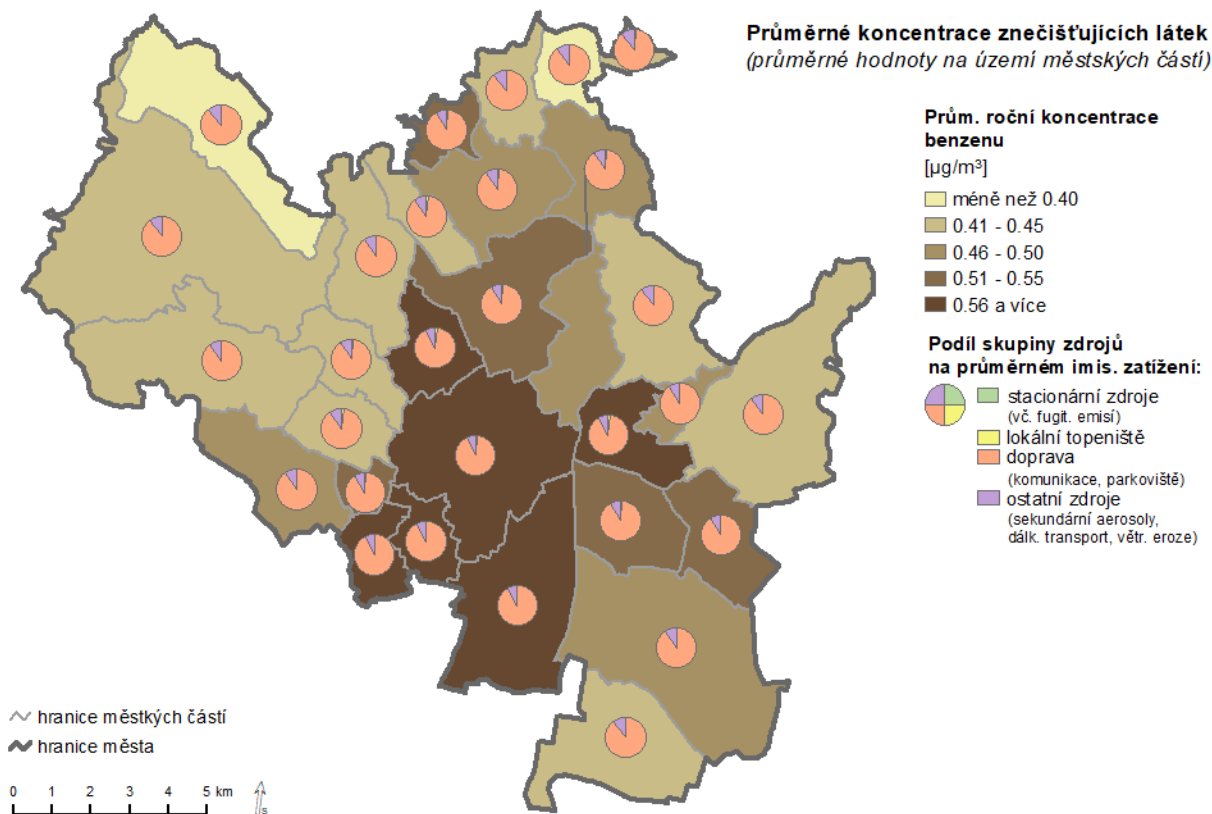 Průměrné koncentrace znečišťujících látek
(průměrné hodnoty na území městských částí)
Prům. roční koncentrace
benzenu
[µg/m³]
méně než 0.40
0.41 - 0.45
0.46 - 0.50
0.51 - 0.55
0.56 a více
Podíl skupiny zdrojů
na průměrném imis. zatížení:
stacionární zdroje
(vč. fugit. emisí)
lokální topeniště
doprava
(komunikace, parkoviště)
ostatní zdroje
(sekundární aerosoly,
dálk. transport, větr. eroze)
hranice městkých částí
hranice města
0 1 2 3 4 5 km
s